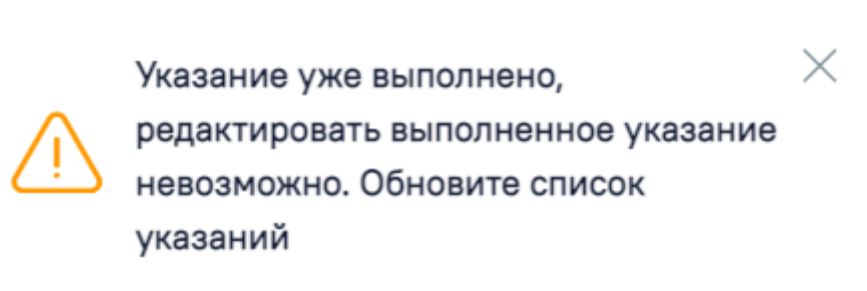 Указание уже выполнено,
редактировать выполненное указание
невозможно. Обновите список
указаний